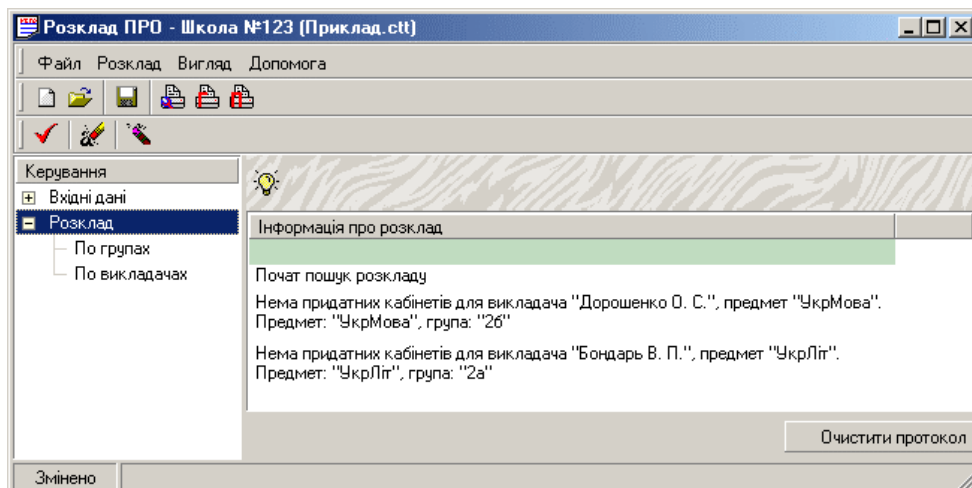 Розклад ПРО - Школа №123 (Приклад.ctt)
Файл Розклад Вигляд Допомога
Керування
Вхідні дані
Розклад
По групах
По викладачах
Інформація про розклад
Почат пошук розкладу
Нема придатних кабінетів для викладача "Дорошенко О. С.", предмет "УкрМова".
Предмет: "УкрМова", група: "2б"
Нема придатних кабінетів для викладача "Бондарь В. П.", предмет "УкрЛіт".
Предмет: "УкрЛіт", група: "2а"
Очистити протокол
Змінено